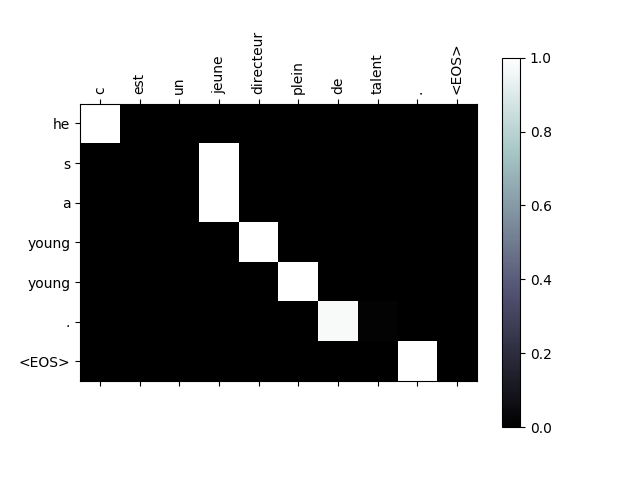 c est un jeune directeur plein de talent . <EOS>
he
s
a
young
young
.
<EOS>
1.0
0.8
0.6
0.4
0.2
0.0